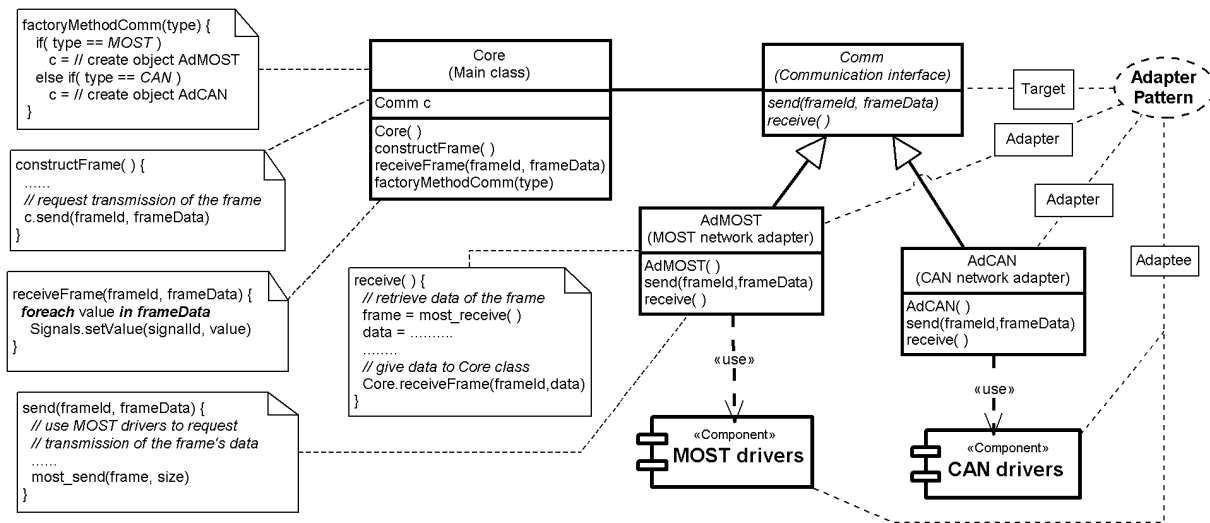 factoryMethodComm(type) {
if( type == MOST )
c = // create object AdMOST
else if( type == CAN )
c = // create object AdCAN
}
constructFrame( ) {
......
// request transmission of the frame
c.send(frameId, frameData)
}
receiveFrame(frameId, frameData) {
foreach value in frameData
Signals.setValue(signalId, value)
}
send(frameId, frameData) {
// use MOST drivers to request
// transmission of the frame's data
......
most_send(frame, size)
}
Core
(Main class)
Comm c
Core( )
constructFrame( )
receiveFrame(frameId, frameData)
factoryMethodComm(type)
receive( ) {
// retrieve data of the frame
frame = most_receive( )
data = ..........
........
// give data to Core class
Core.receiveFrame(frameId,data)
}
Comm
(Communication interface)
send(frameId, frameData)
receive( )
AdMOST
(MOST network adapter)
AdMOST( )
send(frameId,frameData)
receive( )
«use»
«Component»
MOST drivers
AdCAN
(CAN network adapter)
AdCAN( )
send(frameId,frameData)
receive( )
«use»
«Component»
CAN drivers
Target
Adapter
Adapter
Adaptee
Adapter
Pattern